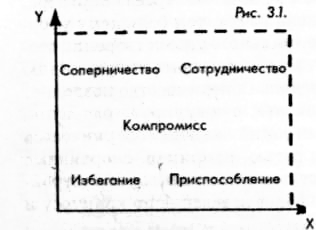 Y
Рис. 3.1.
Соперничество Сотрудничество
Компромисс
Избегание Приспособление
X